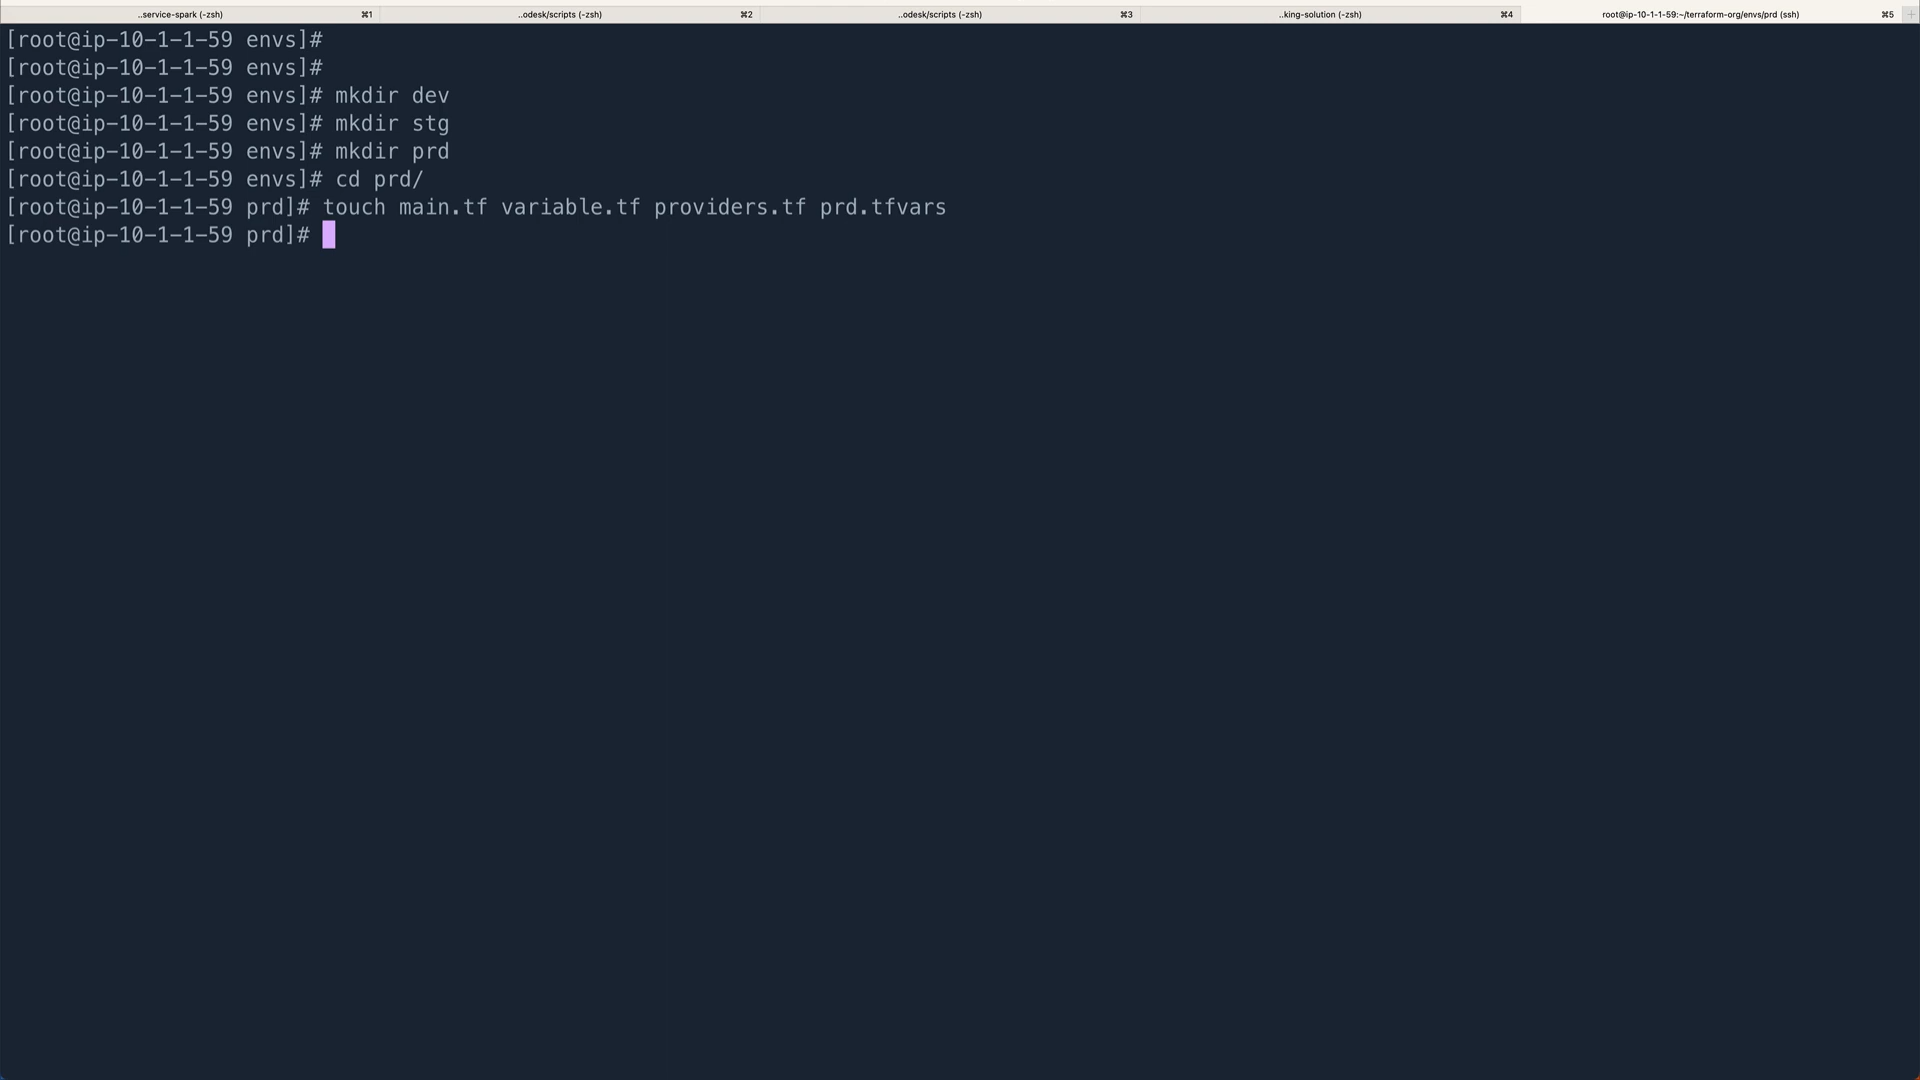 ..service-spark (-zsh) ⌘1 ..odesk/scripts (-zsh) ⌘2 ..odesk/scripts (-zsh) ⌘3 ..king-solution (-zsh) ⌘4 root@ip-10-1-1-59:~/terraform-org/envs/prd (ssh) ⌘5 +
[root@ip-10-1-1-59 envs]#
[root@ip-10-1-1-59 envs]#
[root@ip-10-1-1-59 envs]# mkdir dev
[root@ip-10-1-1-59 envs]# mkdir stg
[root@ip-10-1-1-59 envs]# mkdir prd
[root@ip-10-1-1-59 envs]# cd prd/
[root@ip-10-1-1-59 prd]# touch main.tf variable.tf providers.tf prd.tfvars
[root@ip-10-1-1-59 prd]#